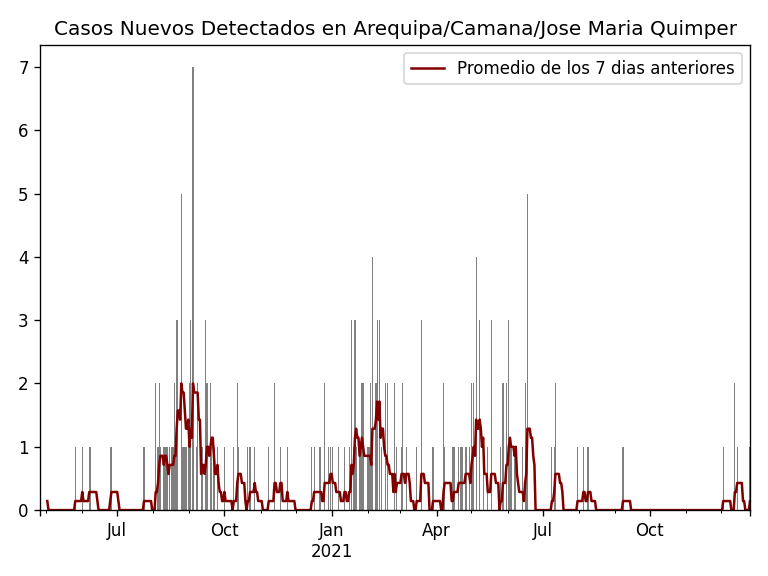 Casos Nuevos Detectados en Arequipa/Camana/Jose Maria Quimper
Promedio de los 7 dias anteriores
7
6
5
4
3
2
1
0
Jul
Oct
Jan
2021
Apr
Jul
Oct